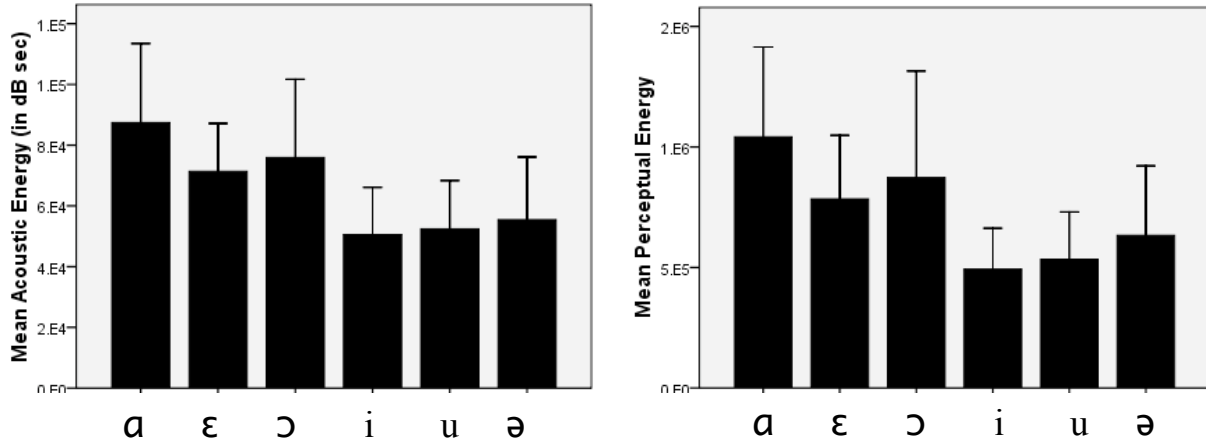 Mean Acoustic Energy (in dB sec)
1.E5
1.E5
8.E4
6.E4
4.E4
2.E4
0.E0
ɑ ɛ ɔ i u ə
Mean Perceptual Energy
2.E6
1.E6
5.E5
0.E0
ɑ ɛ ɔ i u ə